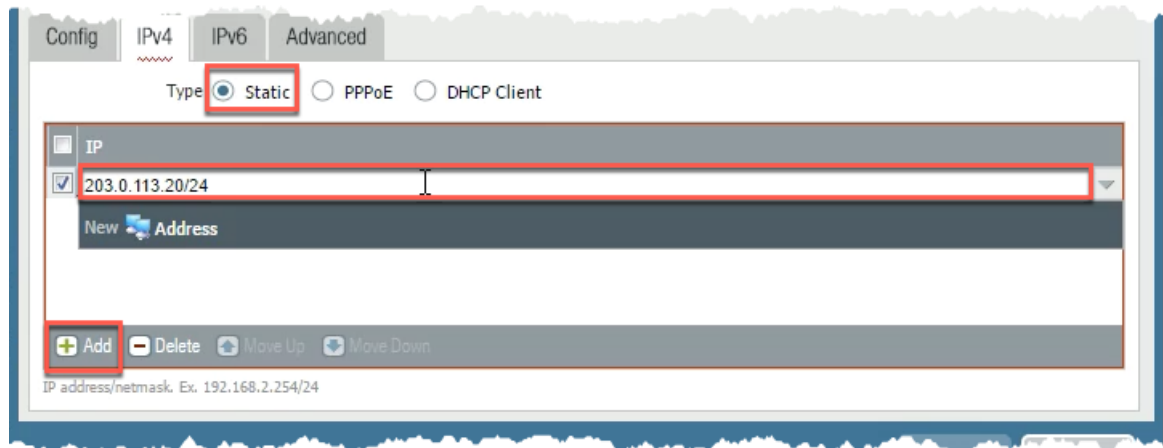 Config IPv4 IPv6 Advanced
Type Static PPPoE DHCP Client
IP
203.0.113.20/24
New Address
Add Delete Move Up Move Down
IP address/netmask. Ex. 192.168.2.254/24